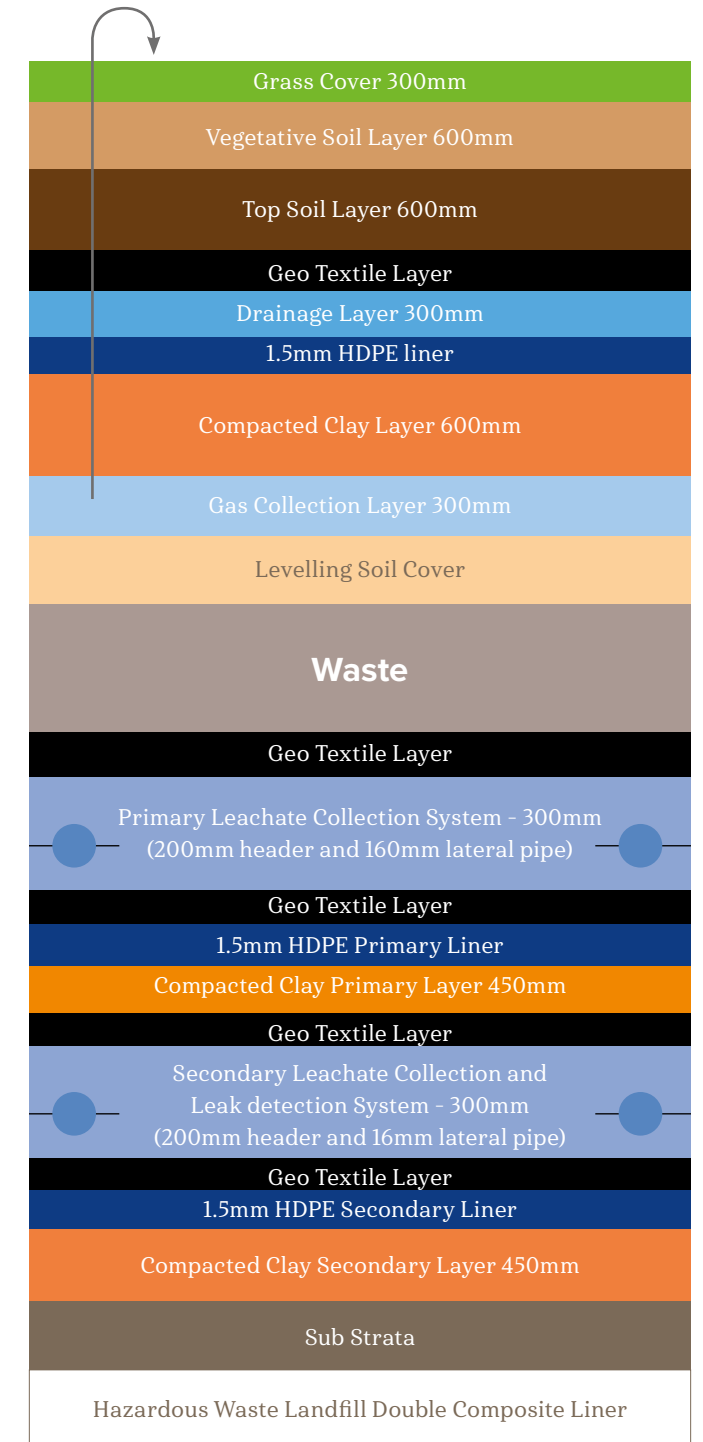 Grass Cover 300mm
Vegetative Soil Layer 600mm
Top Soil Layer 600mm
Geo Textile Layer
Drainage Layer 300mm
1.5mm HDPE liner
Compacted Clay Layer 600mm
Gas Collection Layer 300mm
Levelling Soil Cover
Waste
Geo Textile Layer
Primary Leachate Collection System - 300mm
(200mm header and 160mm lateral pipe)
Geo Textile Layer
1.5mm HDPE Primary Liner
Compacted Clay Primary Layer 450mm
Geo Textile Layer
Secondary Leachate Collection and
Leak detection System - 300mm
(200mm header and 16mm lateral pipe)
Geo Textile Layer
1.5mm HDPE Secondary Liner
Compacted Clay Secondary Layer 450mm
Sub Strata
Hazardous Waste Landfill Double Composite Liner